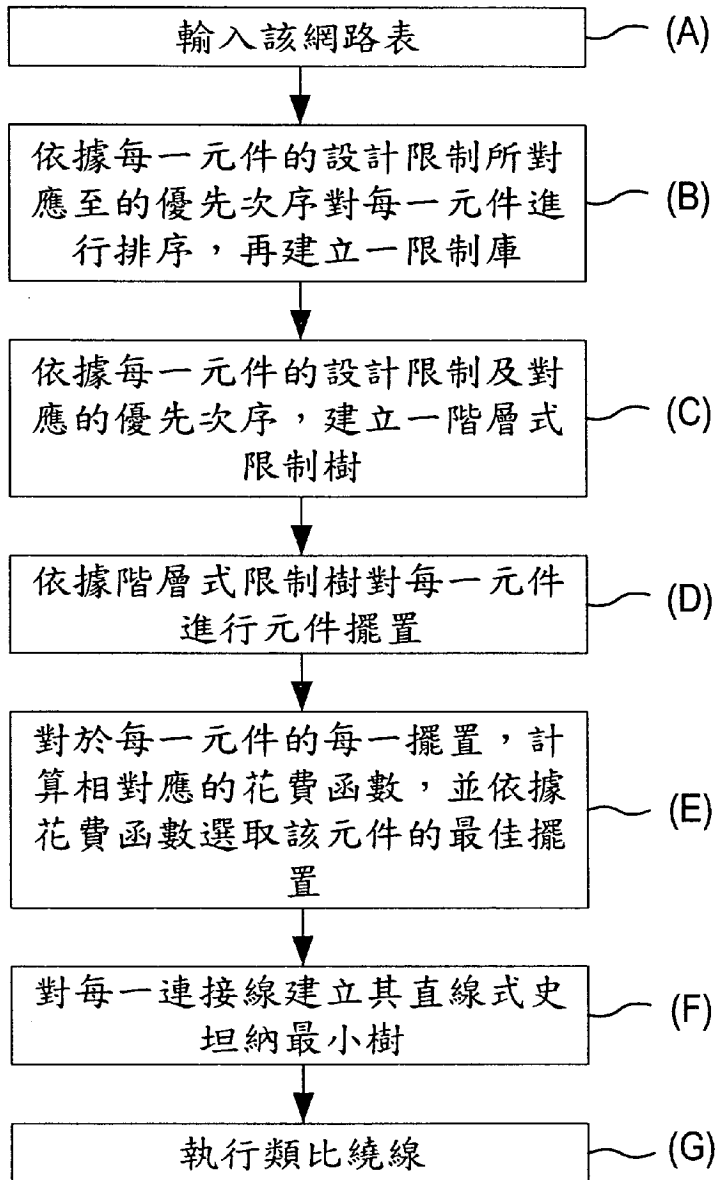 輸入該網路表
(A)
依據每一元件的設計限制所對
應至的優先次序對每一元件進
行排序，再建立一限制庫
(B)
依據每一元件的設計限制及對
應的優先次序，建立一階層式
限制樹
(C)
依據階層式限制樹對每一元件
進行元件擺置
(D)
對於每一元件的每一擺置，計
算相對應的花費函數，並依據
花費函數選取該元件的最佳擺
置
(E)
對每一連接線建立其直線式史
坦納最小樹
(F)
執行類比繞線
(G)